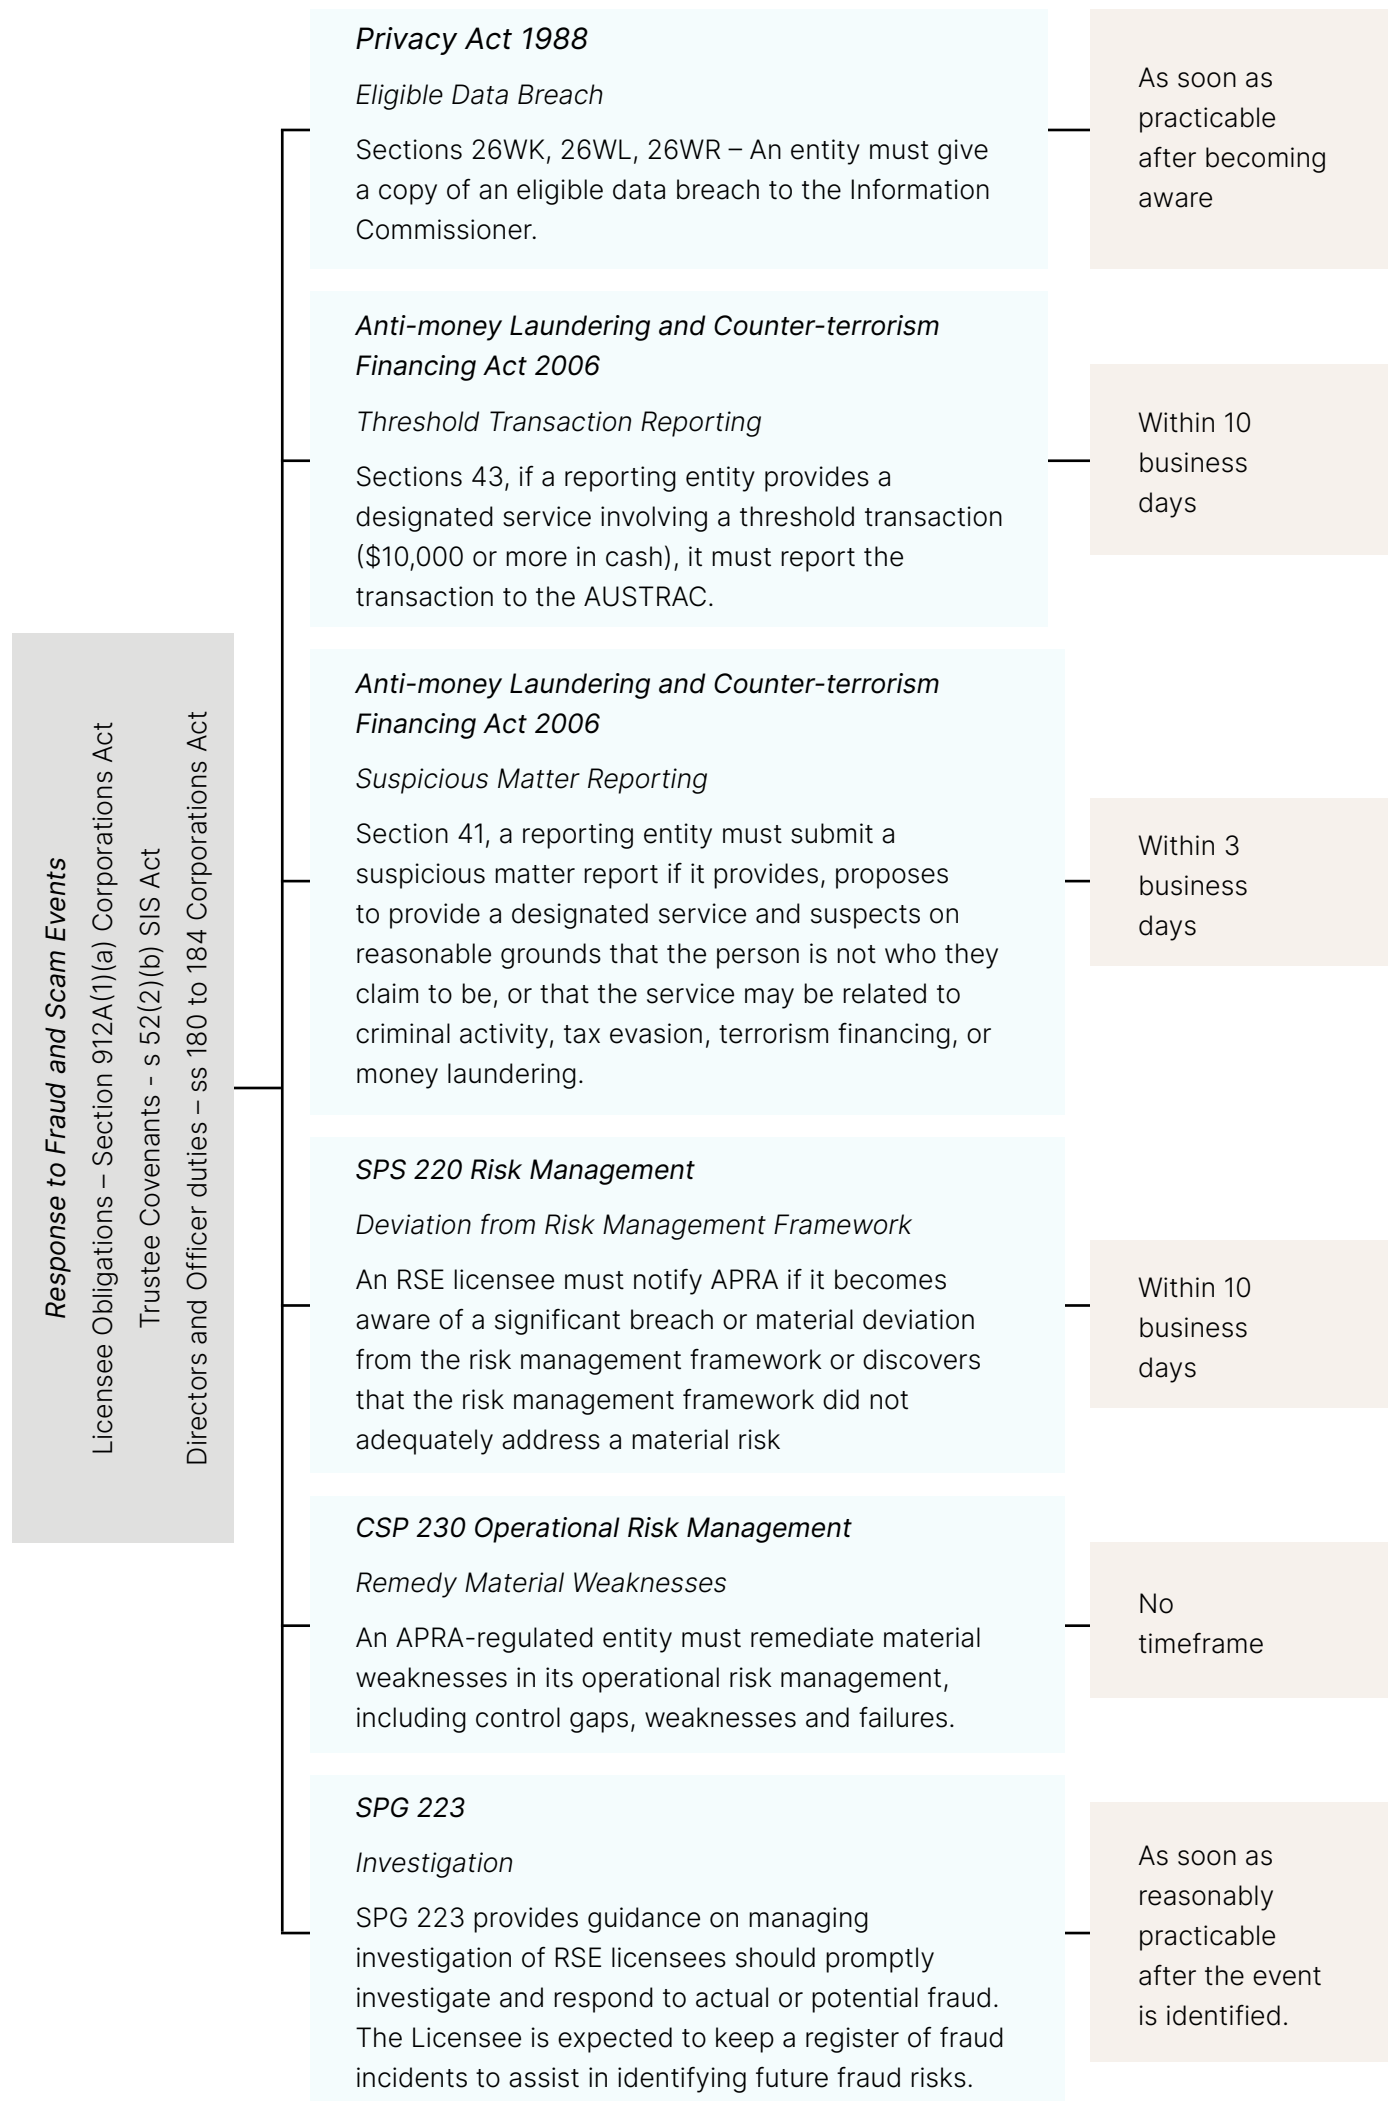 Response to Fraud and Scam Events
Licensee Obligations – Section 912A(1)(a) Corporations Act
Trustee Covenants - s 52(2)(b) SIS Act
Directors and Officer duties – ss 180 to 184 Corporations Act
Privacy Act 1988
Eligible Data Breach
Sections 26WK, 26WL, 26WR – An entity must give
a copy of an eligible data breach to the Information
Commissioner.
As soon as
practicable
after becoming
aware
Anti-money Laundering and Counter-terrorism
Financing Act 2006
Threshold Transaction Reporting
Sections 43, if a reporting entity provides a
designated service involving a threshold transaction
($10,000 or more in cash), it must report the
transaction to the AUSTRAC.
Within 10
business
days
Anti-money Laundering and Counter-terrorism
Financing Act 2006
Suspicious Matter Reporting
Section 41, a reporting entity must submit a
suspicious matter report if it provides, proposes
to provide a designated service and suspects on
reasonable grounds that the person is not who they
claim to be, or that the service may be related to
criminal activity, tax evasion, terrorism financing, or
money laundering.
Within 3
business
days
SPS 220 Risk Management
Deviation from Risk Management Framework
An RSE licensee must notify APRA if it becomes
aware of a significant breach or material deviation
from the risk management framework or discovers
that the risk management framework did not
adequately address a material risk
Within 10
business
days
CSP 230 Operational Risk Management
Remedy Material Weaknesses
An APRA-regulated entity must remediate material
weaknesses in its operational risk management,
including control gaps, weaknesses and failures.
No
timeframe
SPG 223
Investigation
SPG 223 provides guidance on managing
investigation of RSE licensees should promptly
investigate and respond to actual or potential fraud.
The Licensee is expected to keep a register of fraud
incidents to assist in identifying future fraud risks.
As soon as
reasonably
practicable
after the event
is identified.